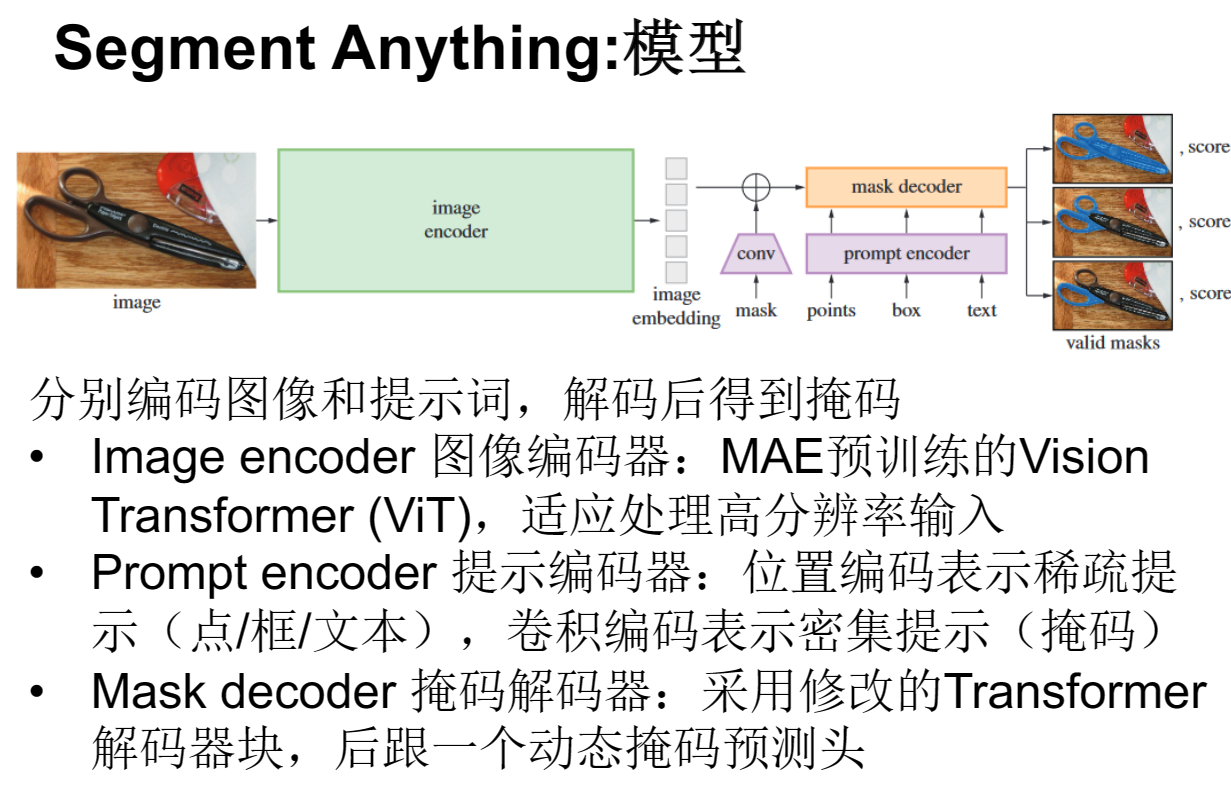 Segment Anything:模型
image
encoder
mask decoder
conv
prompt encoder
image
image
embedding
mask
points
box
text
, score
, score
, score
valid masks
分别编码图像和提示词，解码后得到掩码
• Image encoder 图像编码器：MAE预训练的Vision
Transformer (ViT)，适应处理高分辨率输入
• Prompt encoder 提示编码器：位置编码表示稀疏提
示（点/框/文本），卷积编码表示密集提示（掩码）
• Mask decoder 掩码解码器：采用修改的Transformer
解码器块，后跟一个动态掩码预测头